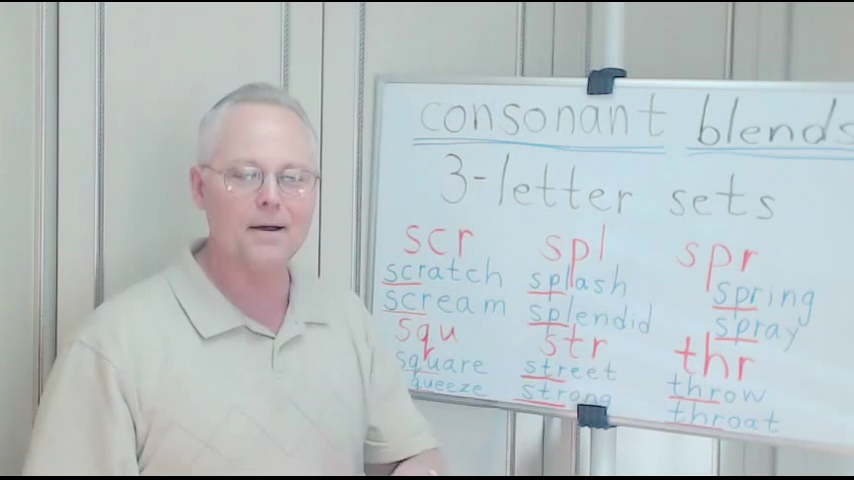 consonant blends
3-letter sets
scr spl spr
scratch splash spring
scream splendid spray
squ str thr
square street throw
squeeze strong throat